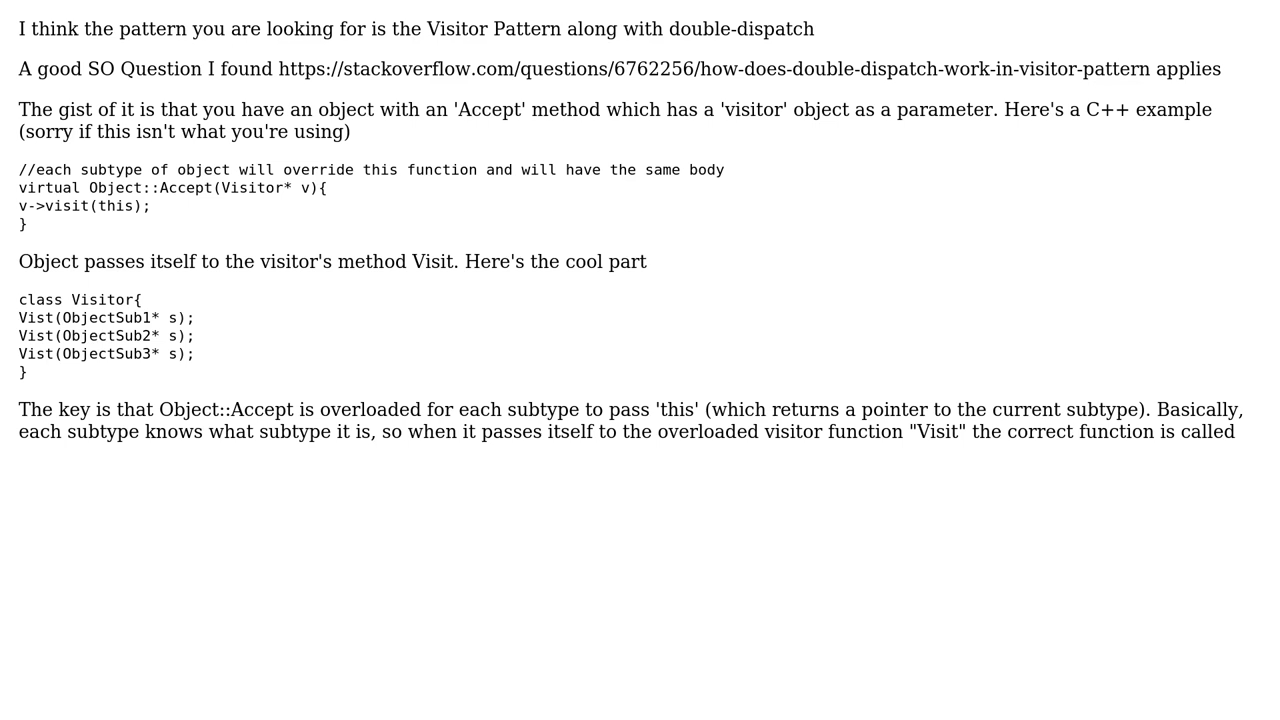 I think the pattern you are looking for is the Visitor Pattern along with double-dispatch
A good SO Question I found https://stackoverflow.com/questions/6762256/how-does-double-dispatch-work-in-visitor-pattern applies
The gist of it is that you have an object with an 'Accept' method which has a 'visitor' object as a parameter. Here's a C++ example
(sorry if this isn't what you're using)
//each subtype of object will override this function and will have the same body
virtual Object::Accept(Visitor* v){
v->visit(this);
}
Object passes itself to the visitor's method Visit. Here's the cool part
class Visitor{
Vist(ObjectSub1* s);
Vist(ObjectSub2* s);
Vist(ObjectSub3* s);
}
The key is that Object::Accept is overloaded for each subtype to pass 'this' (which returns a pointer to the current subtype). Basically,
each subtype knows what subtype it is, so when it passes itself to the overloaded visitor function "Visit" the correct function is called